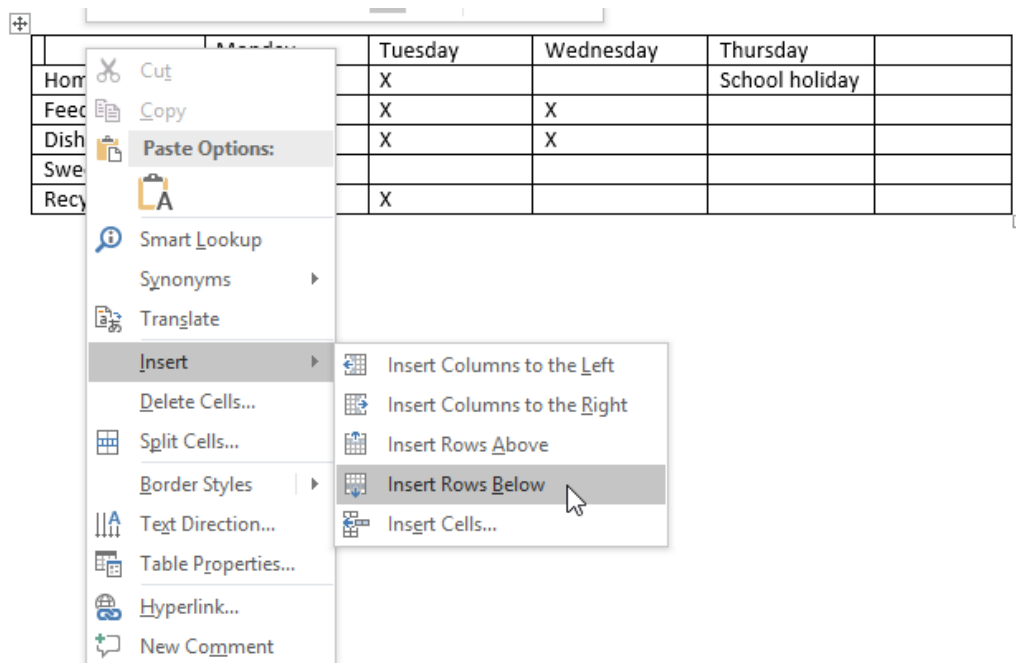 Monday Tuesday Wednesday Thursday
Hom X School holiday
Feed X X
Dish X X
Swee
Recy X
Cut
Copy
Paste Options:
A
Smart Lookup
Synonyms
Translate
Insert
Delete Cells...
Split Cells...
Border Styles
Text Direction...
Table Properties...
Hyperlink...
New Comment
Insert Columns to the Left
Insert Columns to the Right
Insert Rows Above
Insert Rows Below
Insert Cells...